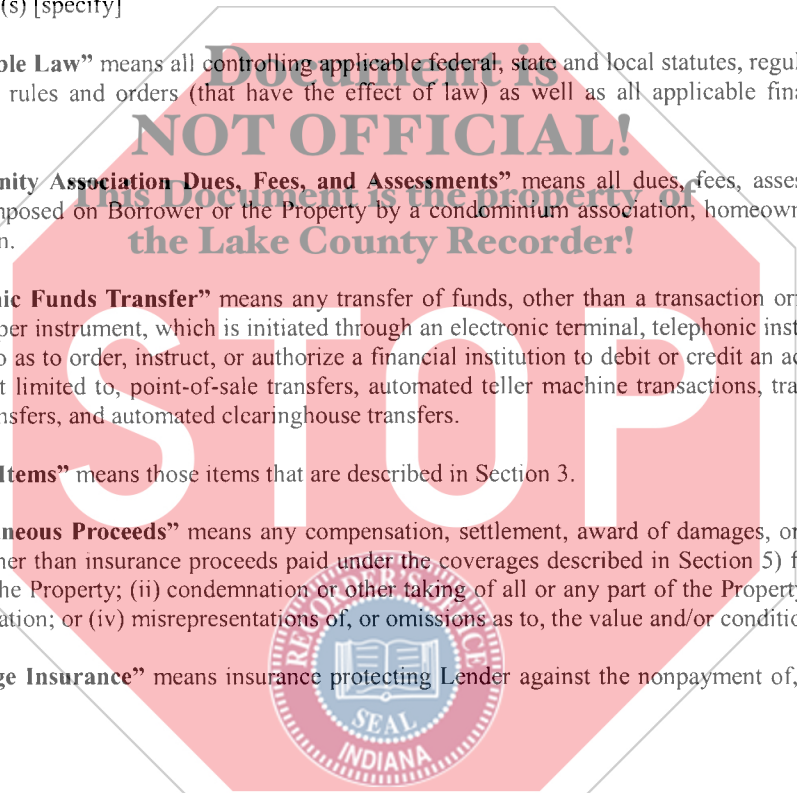 (s) [specify]
ble Law” means all controlling applicable federal, state and local statutes, regul
rules and orders (that have the effect of law) as well as all applicable fina
nity Association Dues, Fees, and Assessments” means all dues, fees, asses
mposed on Borrower or the Property by a condominium association, homeown
n.
nic Funds Transfer” means any transfer of funds, other than a transaction or
per instrument, which is initiated through an electronic terminal, telephonic inst
o as to order, instruct, or authorize a financial institution to debit or credit an ac
t limited to, point-of-sale transfers, automated teller machine transactions, tra
nsfers, and automated clearinghouse transfers.
Items” means those items that are described in Section 3.
neous Proceeds” means any compensation, settlement, award of damages, or
her than insurance proceeds paid under the coverages described in Section 5) f
he Property; (ii) condemnation or other taking of all or any part of the Property
ation; or (iv) misrepresentations of, or omissions as to, the value and/or conditio
ge Insurance” means insurance protecting Lender against the nonpayment of,
Document is
NOT OFFICIAL!
This Document is the property of
the Lake County Recorder!
STOP
RECORDER'S OFFICE
SEAL
INDIANA